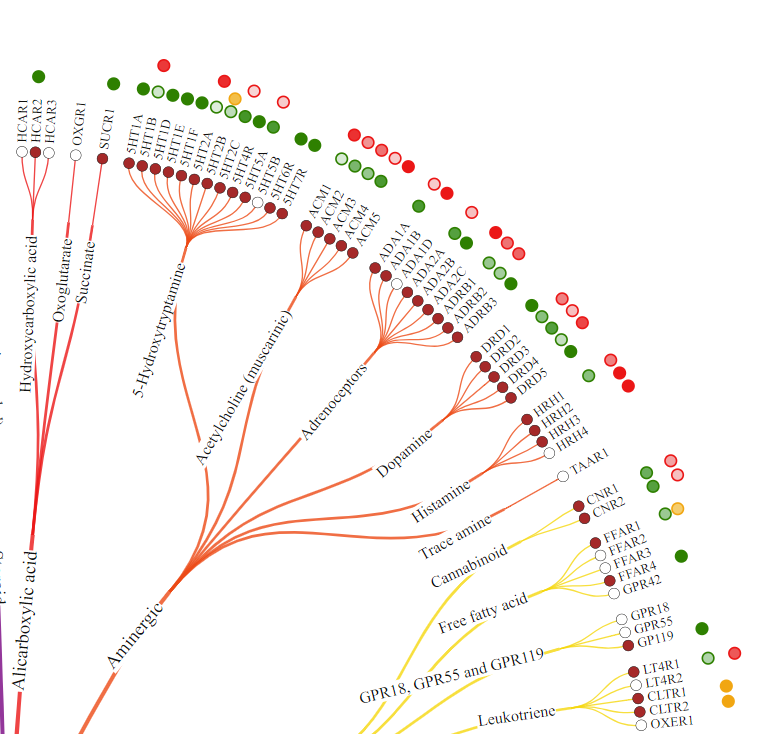 HCAR1
HCAR2
HCAR3
OXGR1
SUCR1
5HT1A
5HT1B
5HT1D
5HT1E
5HT1F
5HT2A
5HT2B
5HT2C
5HT4R
5HT5A
5HT5B
5HT6R
5HT7R
ACM1
ACM2
ACM3
ACM4
ACM5
ADA1A
ADA1B
ADA1D
ADA2A
ADA2B
ADA2C
ADRB1
ADRB2
ADRB3
DRD1
DRD2
DRD3
DRD4
DRD5
HRH1
HRH2
HRH3
HRH4
TAAR1
CNR1
CNR2
FFAR1
FFAR2
FFAR3
FFAR4
GPR42
GPR18
GPR55
GP119
LT4R1
LT4R2
CLTR1
CLTR2
OXER1
Hydroxycarboxylic acid
Oxoglutarate
Succinate
5-Hydroxytryptamine
Acetylcholine (muscarinic)
Adrenoceptors
Dopamine
Histamine
Trace amine
Cannabinoid
Free fatty acid
GPR18, GPR55 and GPR119
Leukotriene
Alicarboxylic acid
Aminergic